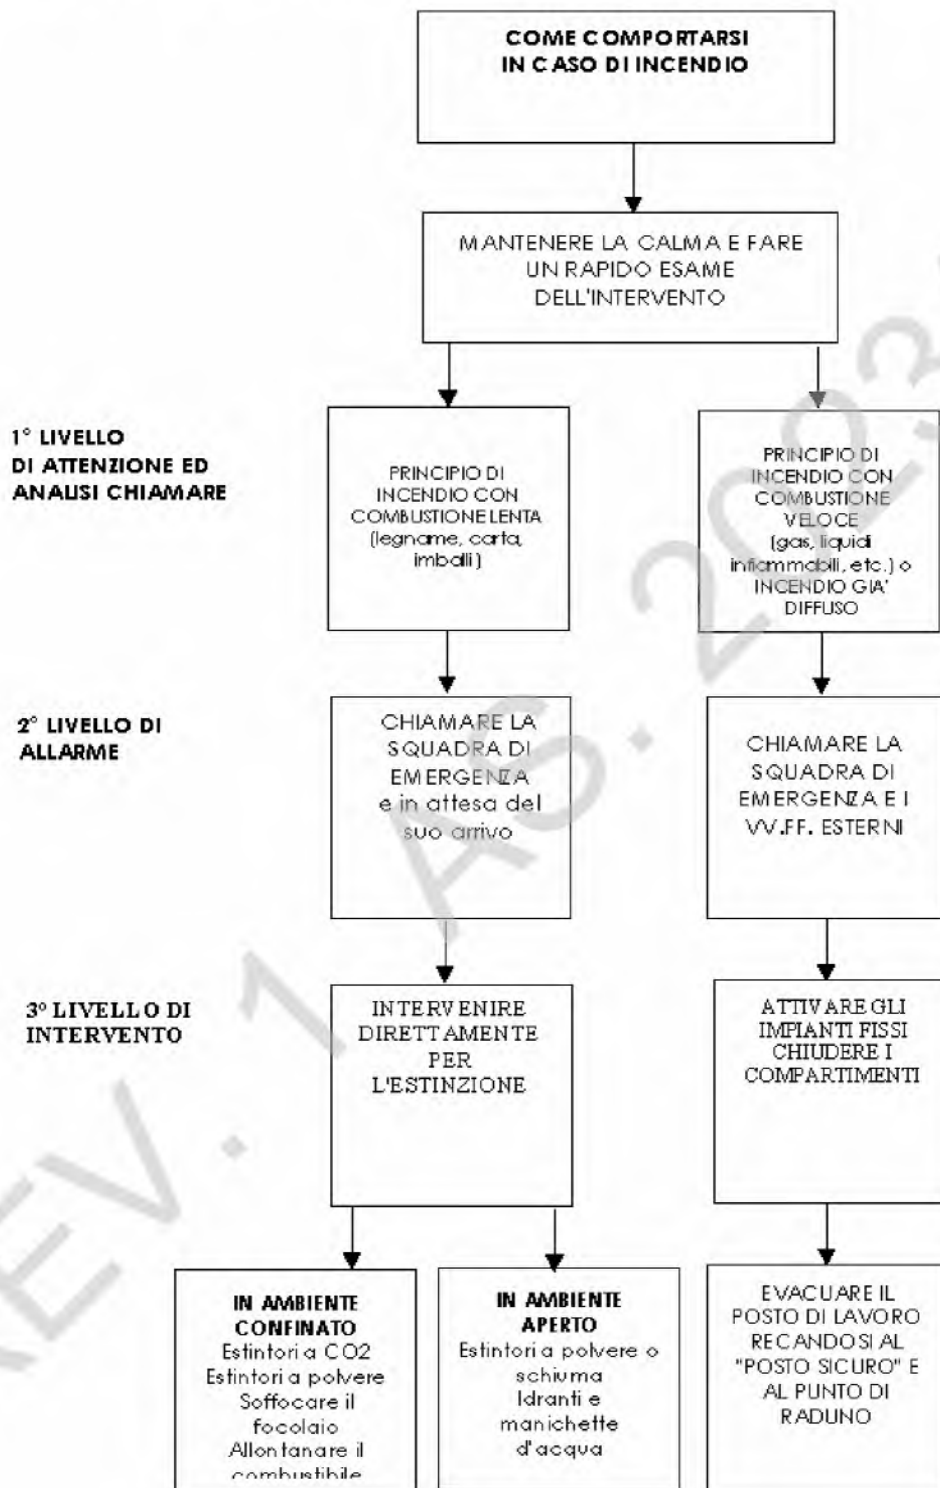 COME COMPORTARSI
IN CASO DI INCENDIO
MANTENERE LA CALMA E FARE
UN RAPIDO ESAME
DELL'INTERVENTO
1° LIVELLO
DI ATTENZIONE ED
ANALISI CHIAMARE
PRINCIPIO DI
INCENDIO CON
COMBUSTIONE LENTA
(legname, carta,
imballi)
PRINCIPIO DI
INCENDIO CON
COMBUSTIONE
VELOCE
(gas, liquidi
infiammabili, etc.) o
INCENDIO GIA'
DIFFUSO
2° LIVELLO DI
ALLARME
CHIAMARE LA
SQUADRA DI
EMERGENZA
e in attesa del
suo arrivo
CHIAMARE LA
SQUADRA DI
EMERGENZA E I
VV.FF. ESTERNI
3° LIVELLO DI
INTERVENTO
INTERVENIRE
DIRETTAMENTE
PER
L'ESTINZIONE
ATTIVARE GLI
IMPIANTI FISSI
CHIUDERE I
COMPARTIMENTI
IN AMBIENTE
CONFINATO
Estintori a CO2
Estintori a polvere
Soffocare il
focolaio
Allontanare il
combustibile
IN AMBIENTE
APERTO
Estintori a polvere o
schiuma
Idranti e
manichette
d'acqua
EVACUARE IL
POSTO DI LAVORO
RECANDOSI AL
"POSTO SICURO" E
AL PUNTO DI
RADUNO
REV. 1 AS. 2023